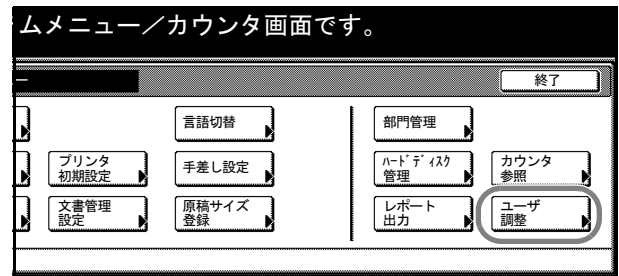 ムメニュー／カウンタ画面です。
ー
終了
言語切替
部門管理
プリンタ
初期設定
手差し設定
ﾊｰﾄﾞﾃﾞｨｽｸ
管理
カウンタ
参照
文書管理
設定
原稿サイズ
登録
レポート
出力
ユーザ
調整